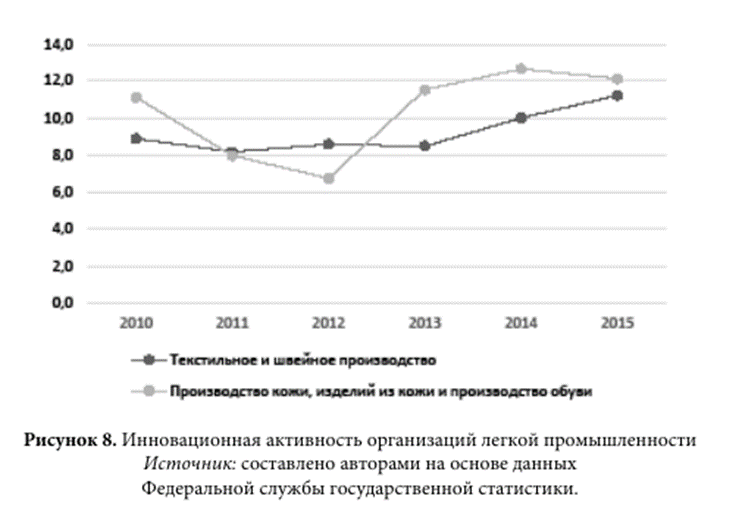 14,0
12,0
10,0
8,0
6,0
4,0
2,0
0,0
2010 2011 2012 2013 2014 2015
Текстильное и швейное производство
Производство кожи, изделий из кожи и производство обуви
Рисунок 8. Инновационная активность организаций легкой промышленности
Источник: составлено авторами на основе данных
Федеральной службы государственной статистики.